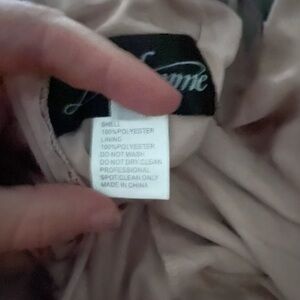 SHELL
100%POLYESTER
LINING
100%POLYESTER
DO NOT WASH
DO NOT DRY-CLEAN
PROFESSIONAL
SPOT-CLEAN ONLY
MADE IN CHINA